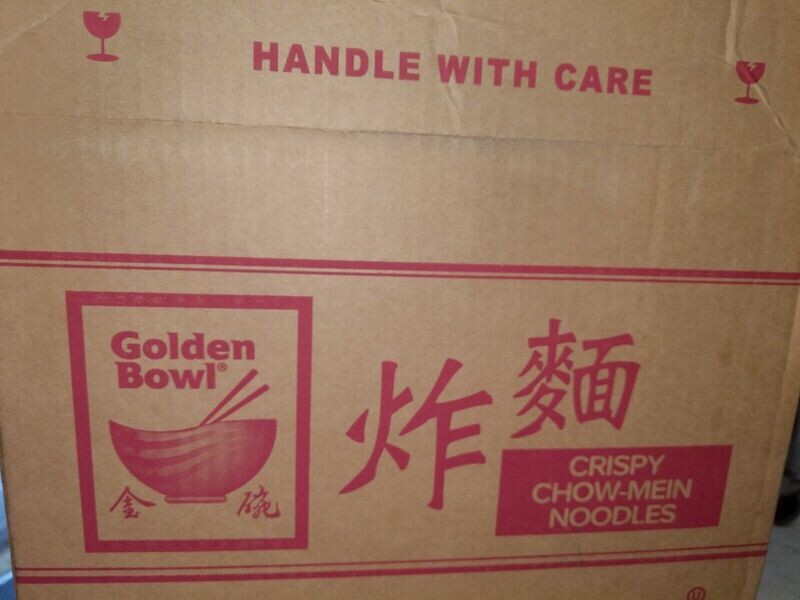 HANDLE WITH CARE
Golden
Bowl®
金碗
炸麵
CRISPY
CHOW-MEIN
NOODLES
U